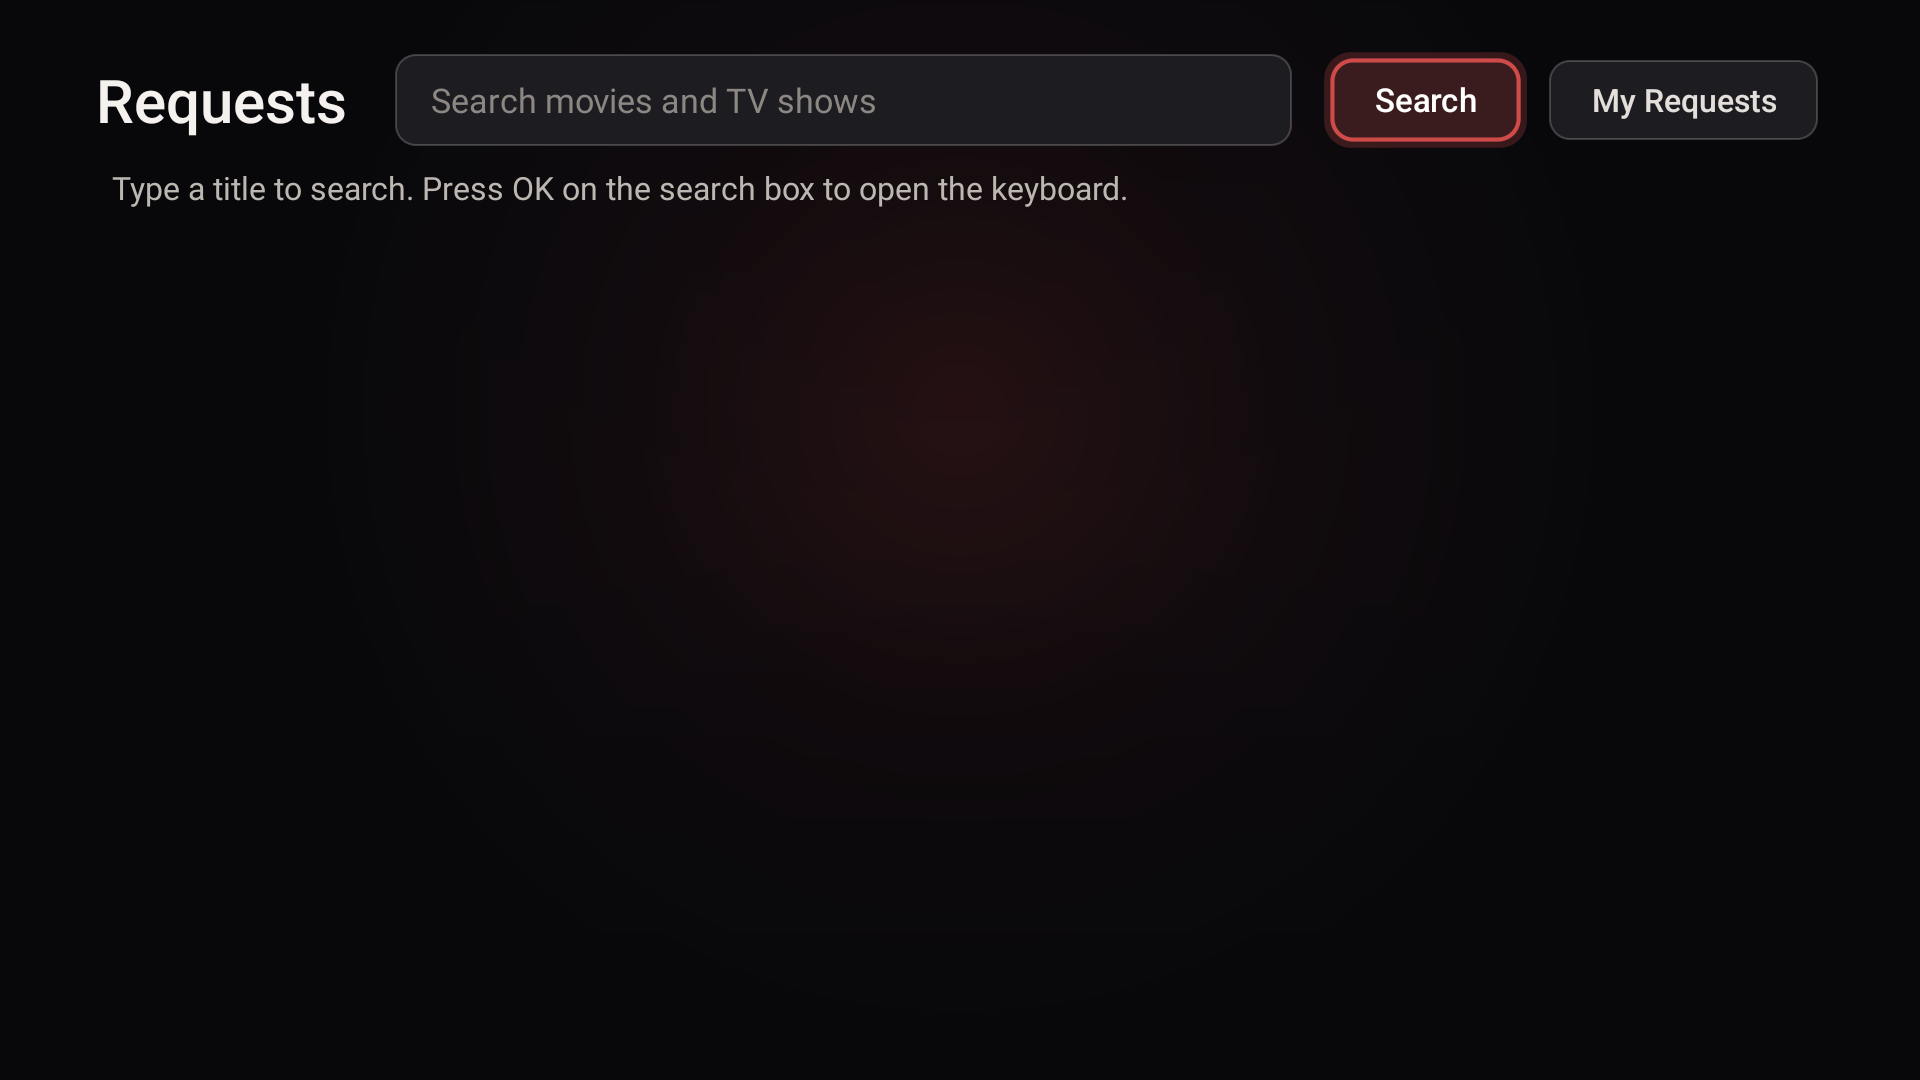 Requests
Search movies and TV shows
Search
My Requests
Type a title to search. Press OK on the search box to open the keyboard.